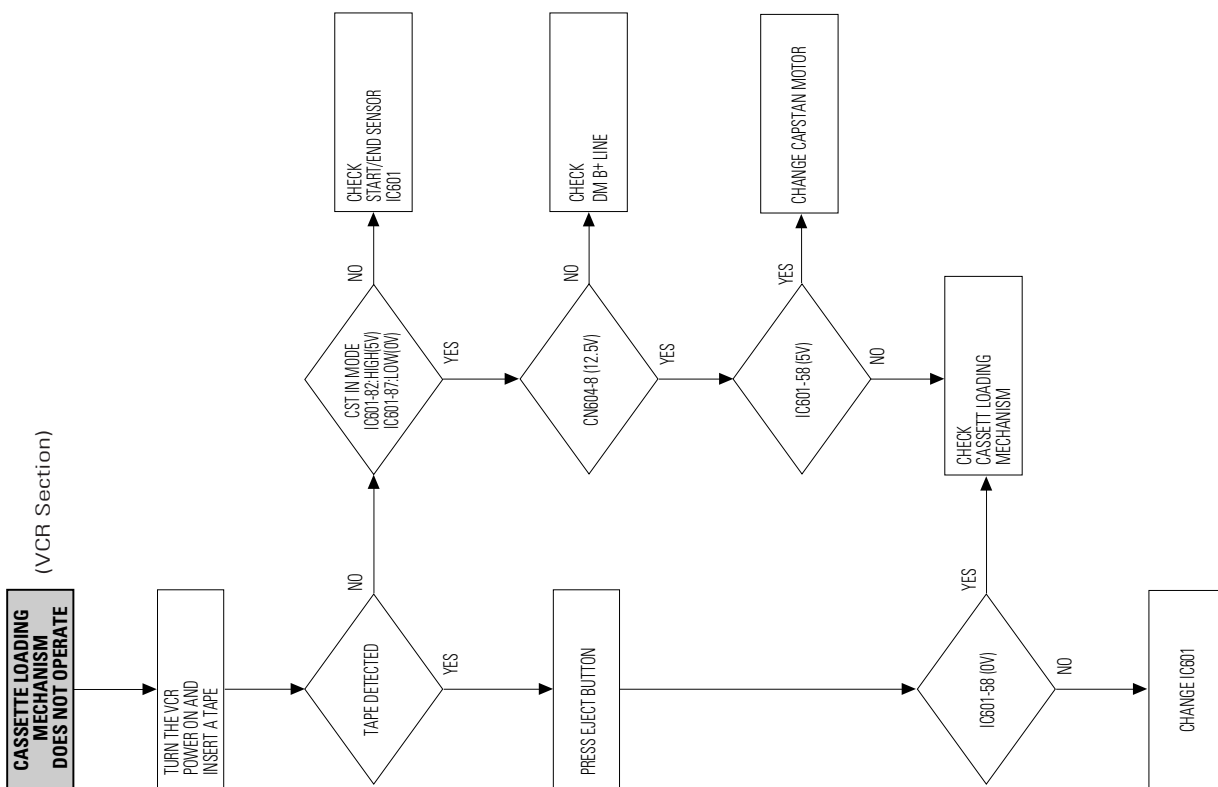 CASSETTE LOADING
MECHANISM
DOES NOT OPERATE
(VCR Section)
TURN THE VCR
POWER ON AND
INSERT A TAPE
TAPE DETECTED
NO
YES
CST IN MODE
IC601-82:HIGH(5V)
IC601-87:LOW(0V)
NO
YES
CHECK
START/END SENSOR
IC601
PRESS EJECT BUTTON
CN604-8 (12.5V)
NO
YES
CHECK
DM B+ LINE
IC601-58 (5V)
YES
NO
CHANGE CAPSTAN MOTOR
IC601-58 (0V)
YES
NO
CHECK
CASSETT LOADING
MECHANISM
CHANGE IC601